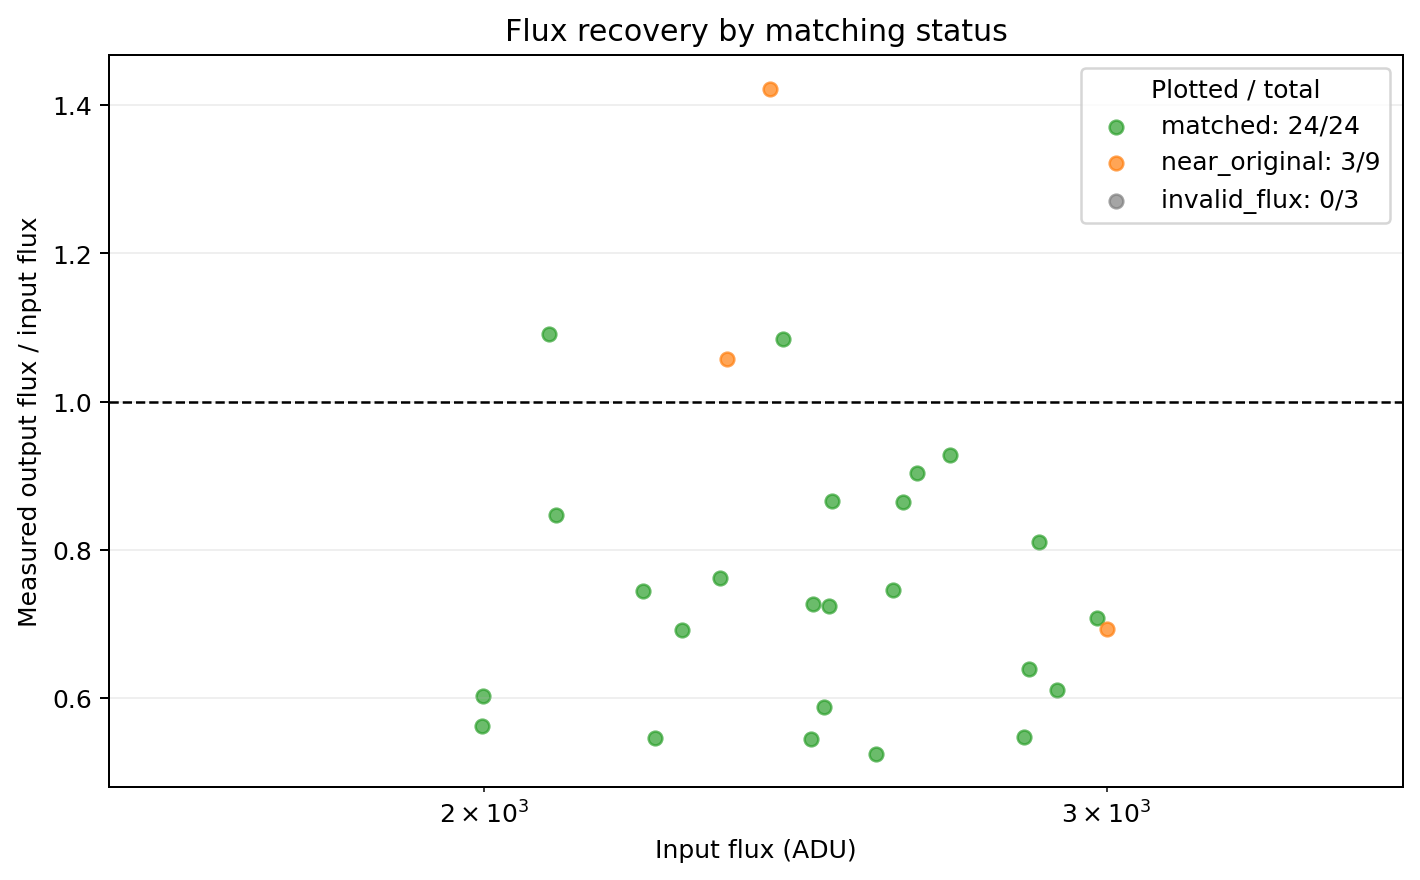 Flux recovery by matching status
Plotted / total
matched: 24/24
near_original: 3/9
invalid_flux: 0/3
Measured output flux / input flux
1.4
1.2
1.0
0.8
0.6
2 × 10³
3 × 10³
Input flux (ADU)